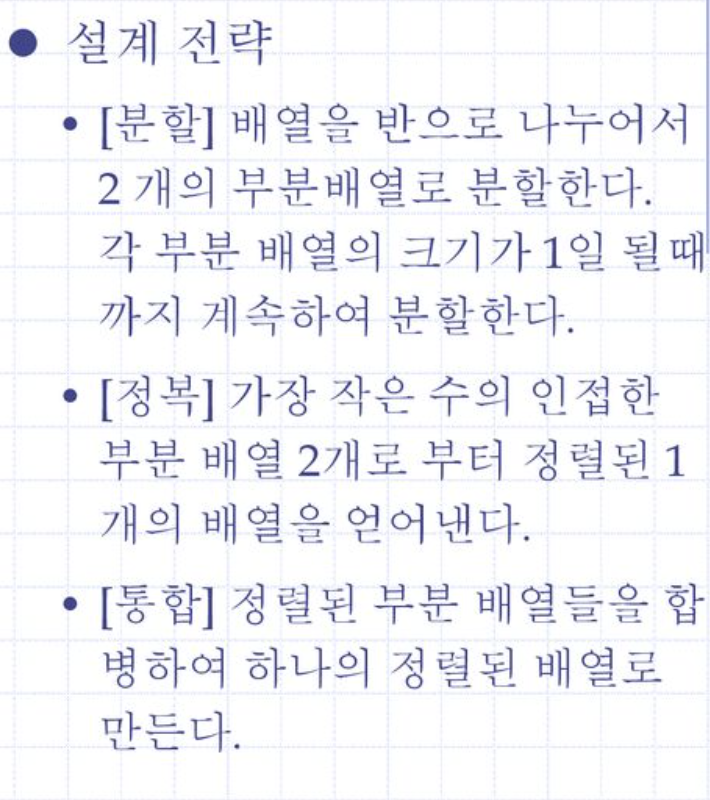 ● 설계 전략
• [분할] 배열을 반으로 나누어서
2 개의 부분배열로 분할한다.
각 부분 배열의 크기가 1일 될때
까지 계속하여 분할한다.
• [정복] 가장 작은 수의 인접한
부분 배열 2개로 부터 정렬된 1
개의 배열을 얻어낸다.
• [통합] 정렬된 부분 배열들을 합
병하여 하나의 정렬된 배열로
만든다.